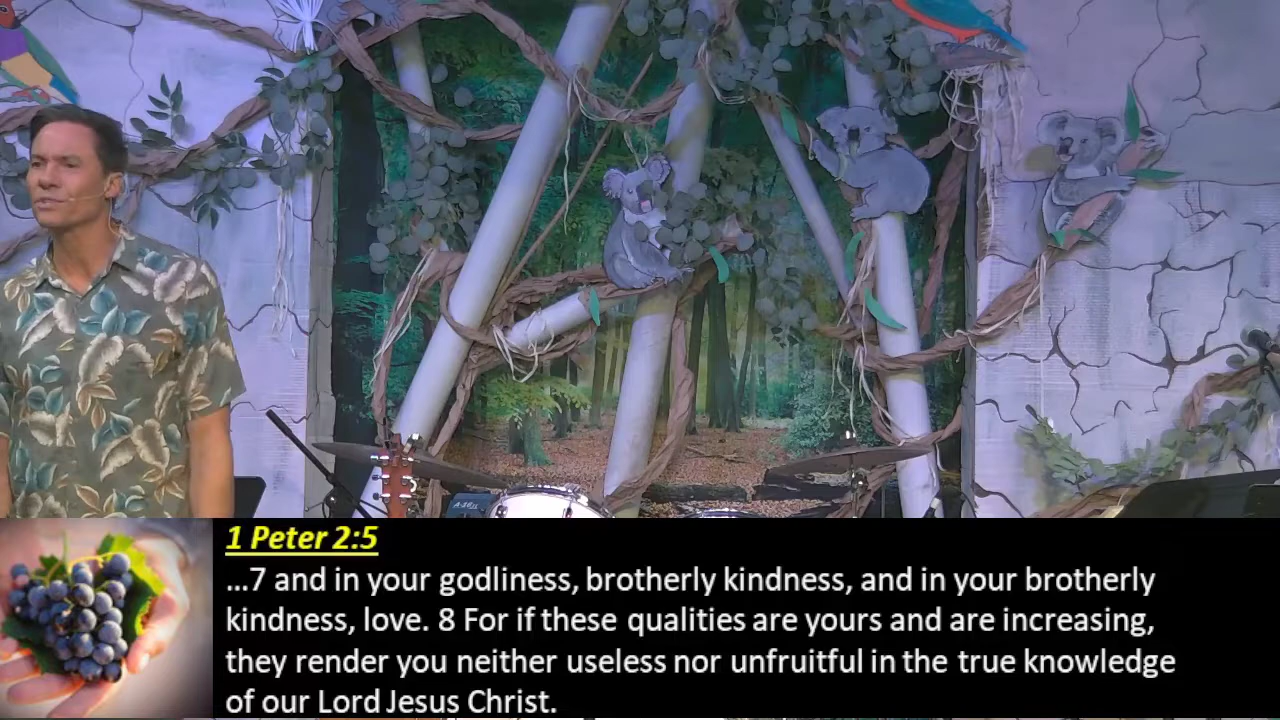 1 Peter 2:5
...7 and in your godliness, brotherly kindness, and in your brotherly
kindness, love. 8 For if these qualities are yours and are increasing,
they render you neither useless nor unfruitful in the true knowledge
of our Lord Jesus Christ.